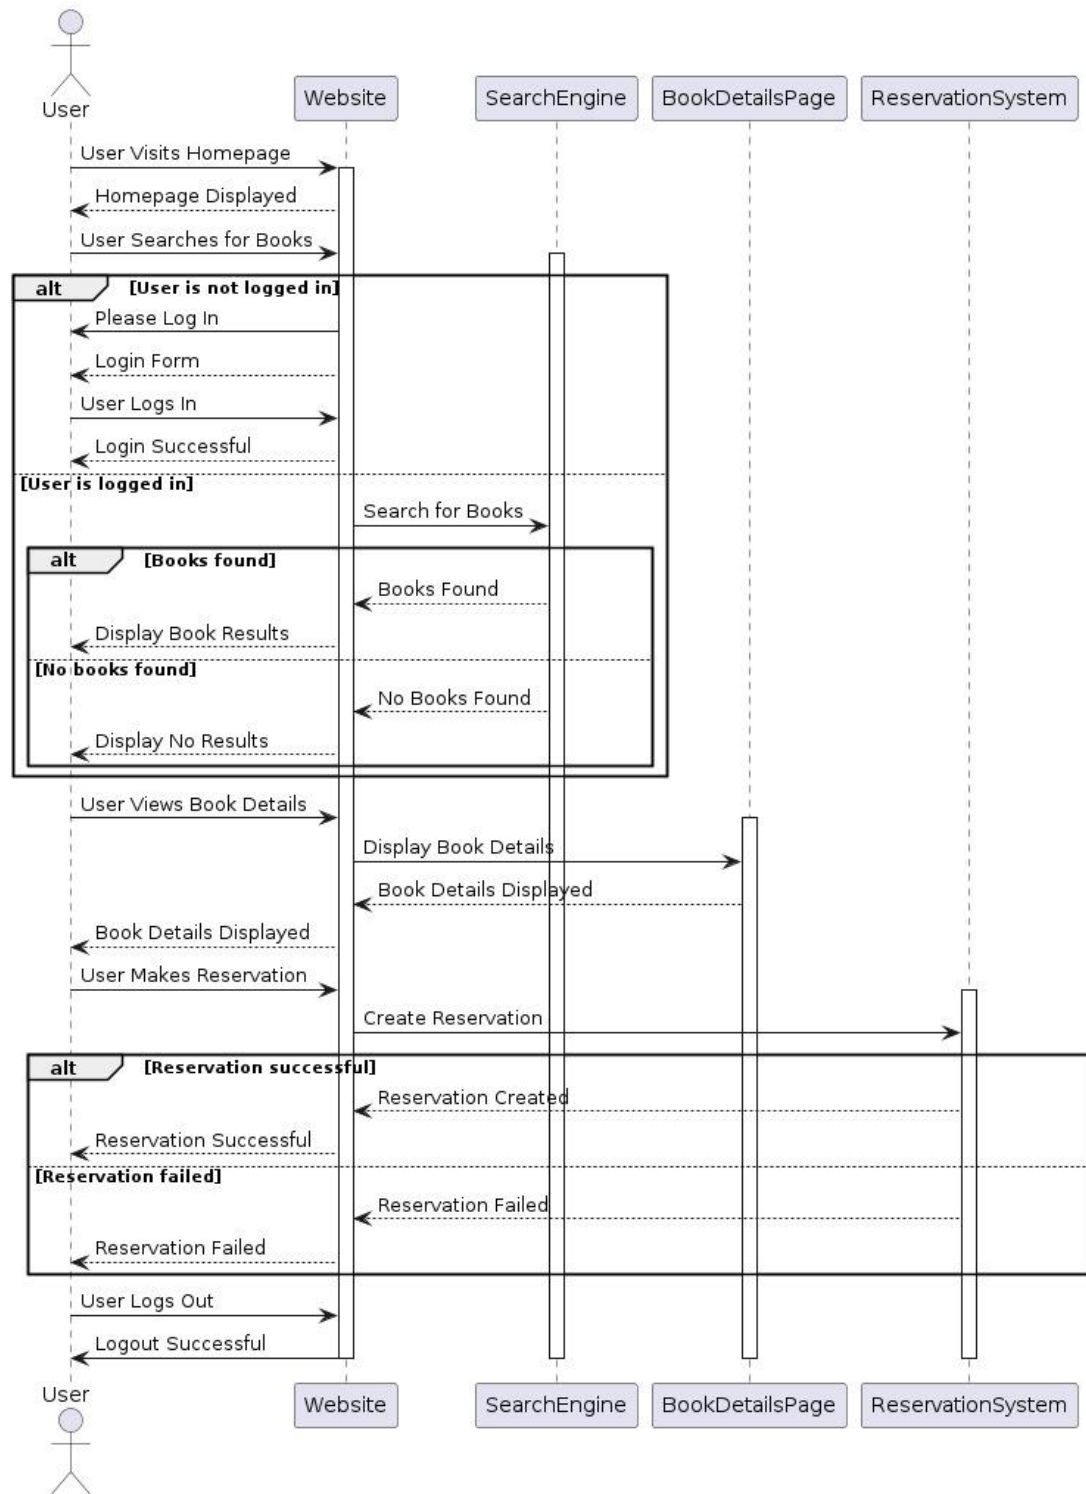 User
Website
SearchEngine
BookDetailsPage
ReservationSystem
User Visits Homepage
Homepage Displayed
User Searches for Books
alt [User is not logged in]
Please Log In
Login Form
User Logs In
Login Successful
[User is logged in]
Search for Books
alt [Books found]
Books Found
Display Book Results
[No books found]
No Books Found
Display No Results
User Views Book Details
Display Book Details
Book Details Displayed
Book Details Displayed
User Makes Reservation
Create Reservation
alt [Reservation successful]
Reservation Created
Reservation Successful
[Reservation failed]
Reservation Failed
Reservation Failed
User Logs Out
Logout Successful
User
Website
SearchEngine
BookDetailsPage
ReservationSystem